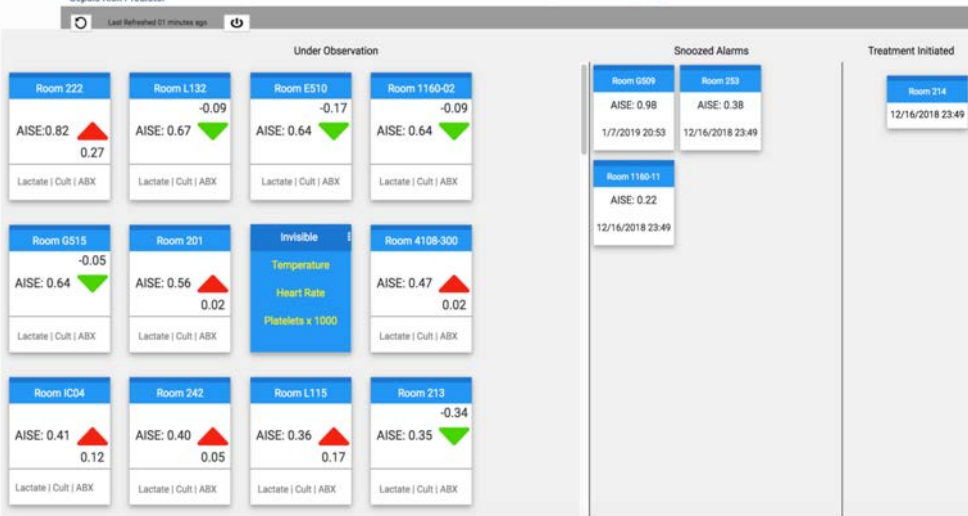 Sepsis Risk Predictor
Last Refreshed 01 minutes ago
Under Observation
Snoozed Alarms
Treatment Initiated
Room 222
AISE:0.82
0.27
Lactate | Cult | ABX
Room L132
-0.09
AISE: 0.67
Lactate | Cult | ABX
Room E510
-0.17
AISE: 0.64
Lactate | Cult | ABX
Room 1160-02
-0.09
AISE: 0.64
Lactate | Cult | ABX
Room G515
-0.05
AISE: 0.64
Lactate | Cult | ABX
Room 201
AISE: 0.56
0.02
Lactate | Cult | ABX
Invisible
Temperature
Heart Rate
Platelets x 1000
Room 4108-300
AISE: 0.47
0.02
Lactate | Cult | ABX
Room IC04
AISE: 0.41
0.12
Lactate | Cult | ABX
Room 242
AISE: 0.40
0.05
Lactate | Cult | ABX
Room L115
AISE: 0.36
0.17
Lactate | Cult | ABX
Room 213
-0.34
AISE: 0.35
Lactate | Cult | ABX
Room G509
AISE: 0.98
1/7/2019 20:53
Room 253
AISE: 0.38
12/16/2018 23:49
Room 1160-11
AISE: 0.22
12/16/2018 23:49
Room 214
12/16/2018 23:49